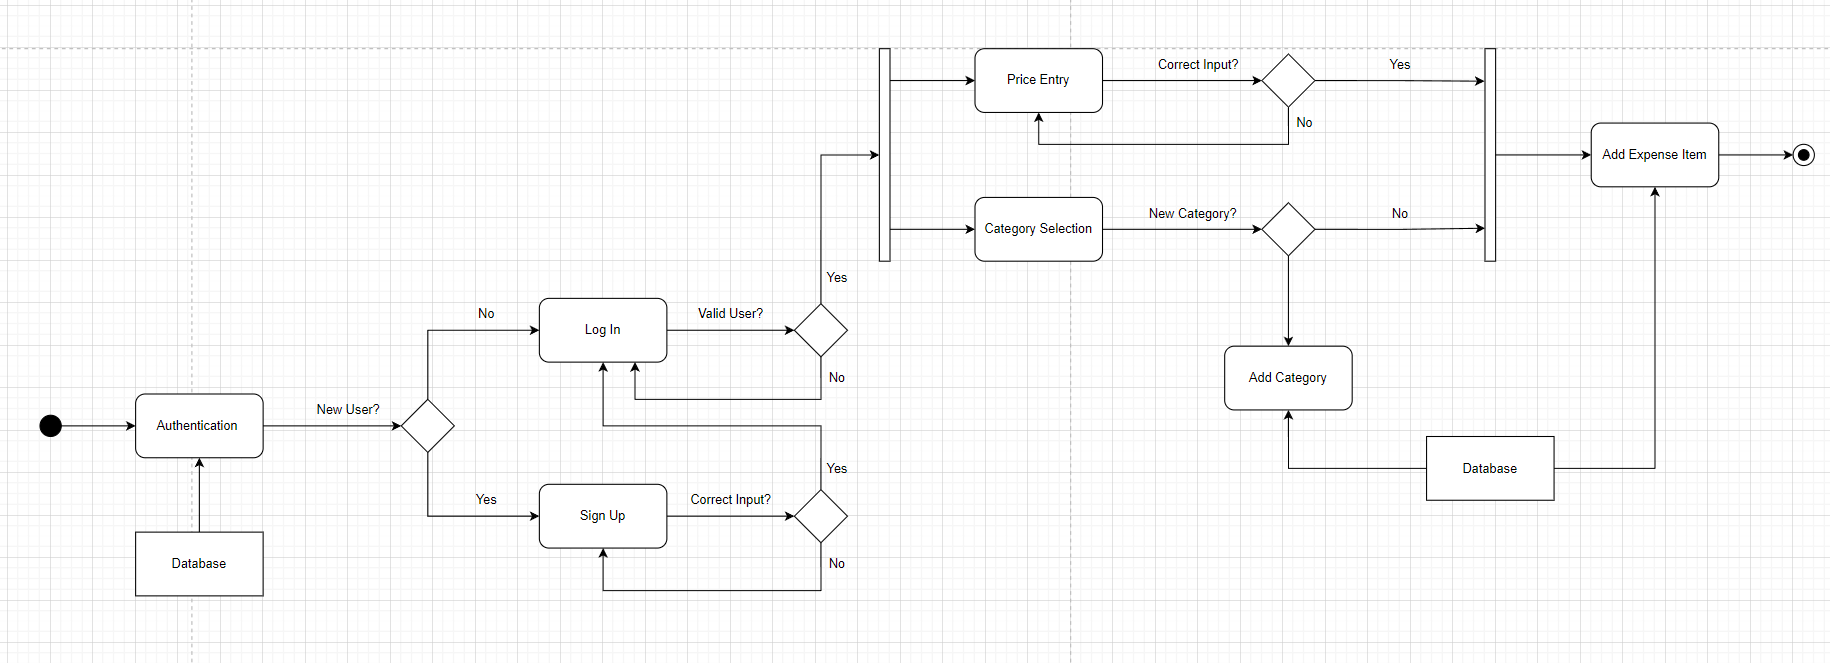 Price Entry
Correct Input?
Yes
No
Add Expense Item
Category Selection
New Category?
No
Yes
No
Log In
Valid User?
No
Add Category
Authentication
New User?
Yes
Database
Yes
Sign Up
Correct Input?
No
Database